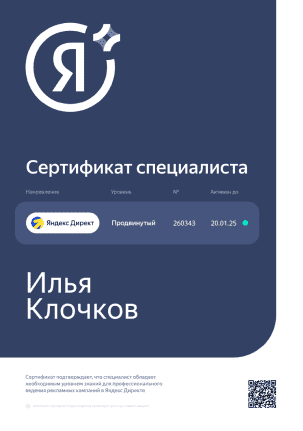 Я
Сертификат специалиста
Направление Уровень № Активен до
Яндекс Директ Продвинутый 260343 20.01.25
Илья
Клочков
Сертификат подтверждает, что специалист обладает
необходимым уровнем знаний для профессионального
ведения рекламных кампаний в Яндекс Директе